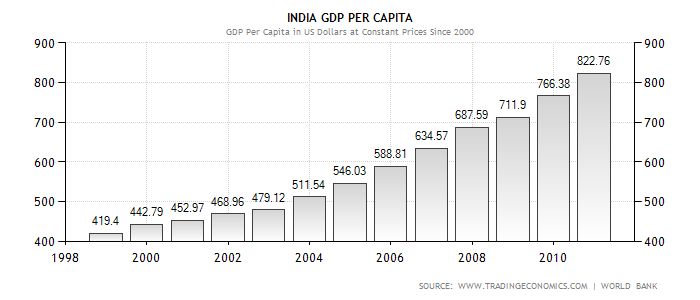 INDIA GDP PER CAPITA
GDP Per Capita in US Dollars at Constant Prices Since 2000
900 900
822.76
800 766.38 800
711.9
700 687.59 700
634.57
600 588.81 600
546.03
511.54
500 479.12 500
468.96
452.97
442.79
419.4
400 400
1998 2000 2002 2004 2006 2008 2010
SOURCE: WWW.TRADINGECONOMICS.COM | WORLD BANK